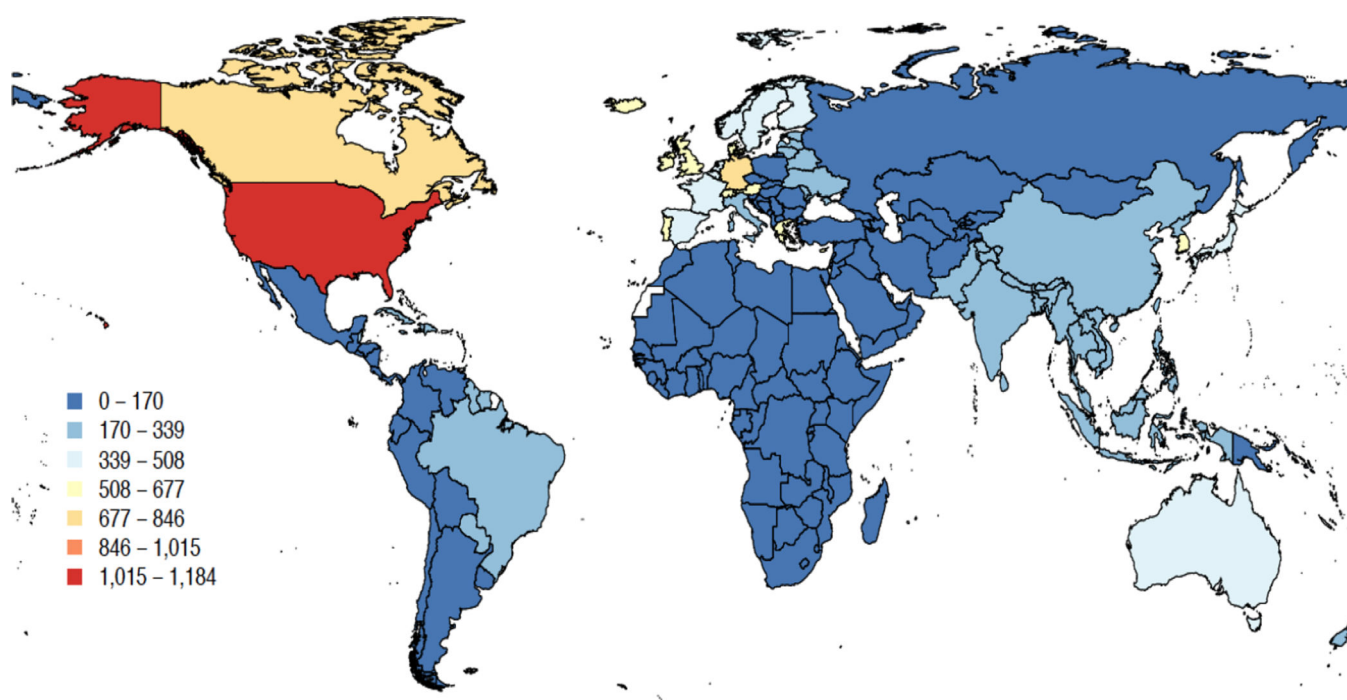 0 – 170
170 – 339
339 – 508
508 – 677
677 – 846
846 – 1,015
1,015 – 1,184